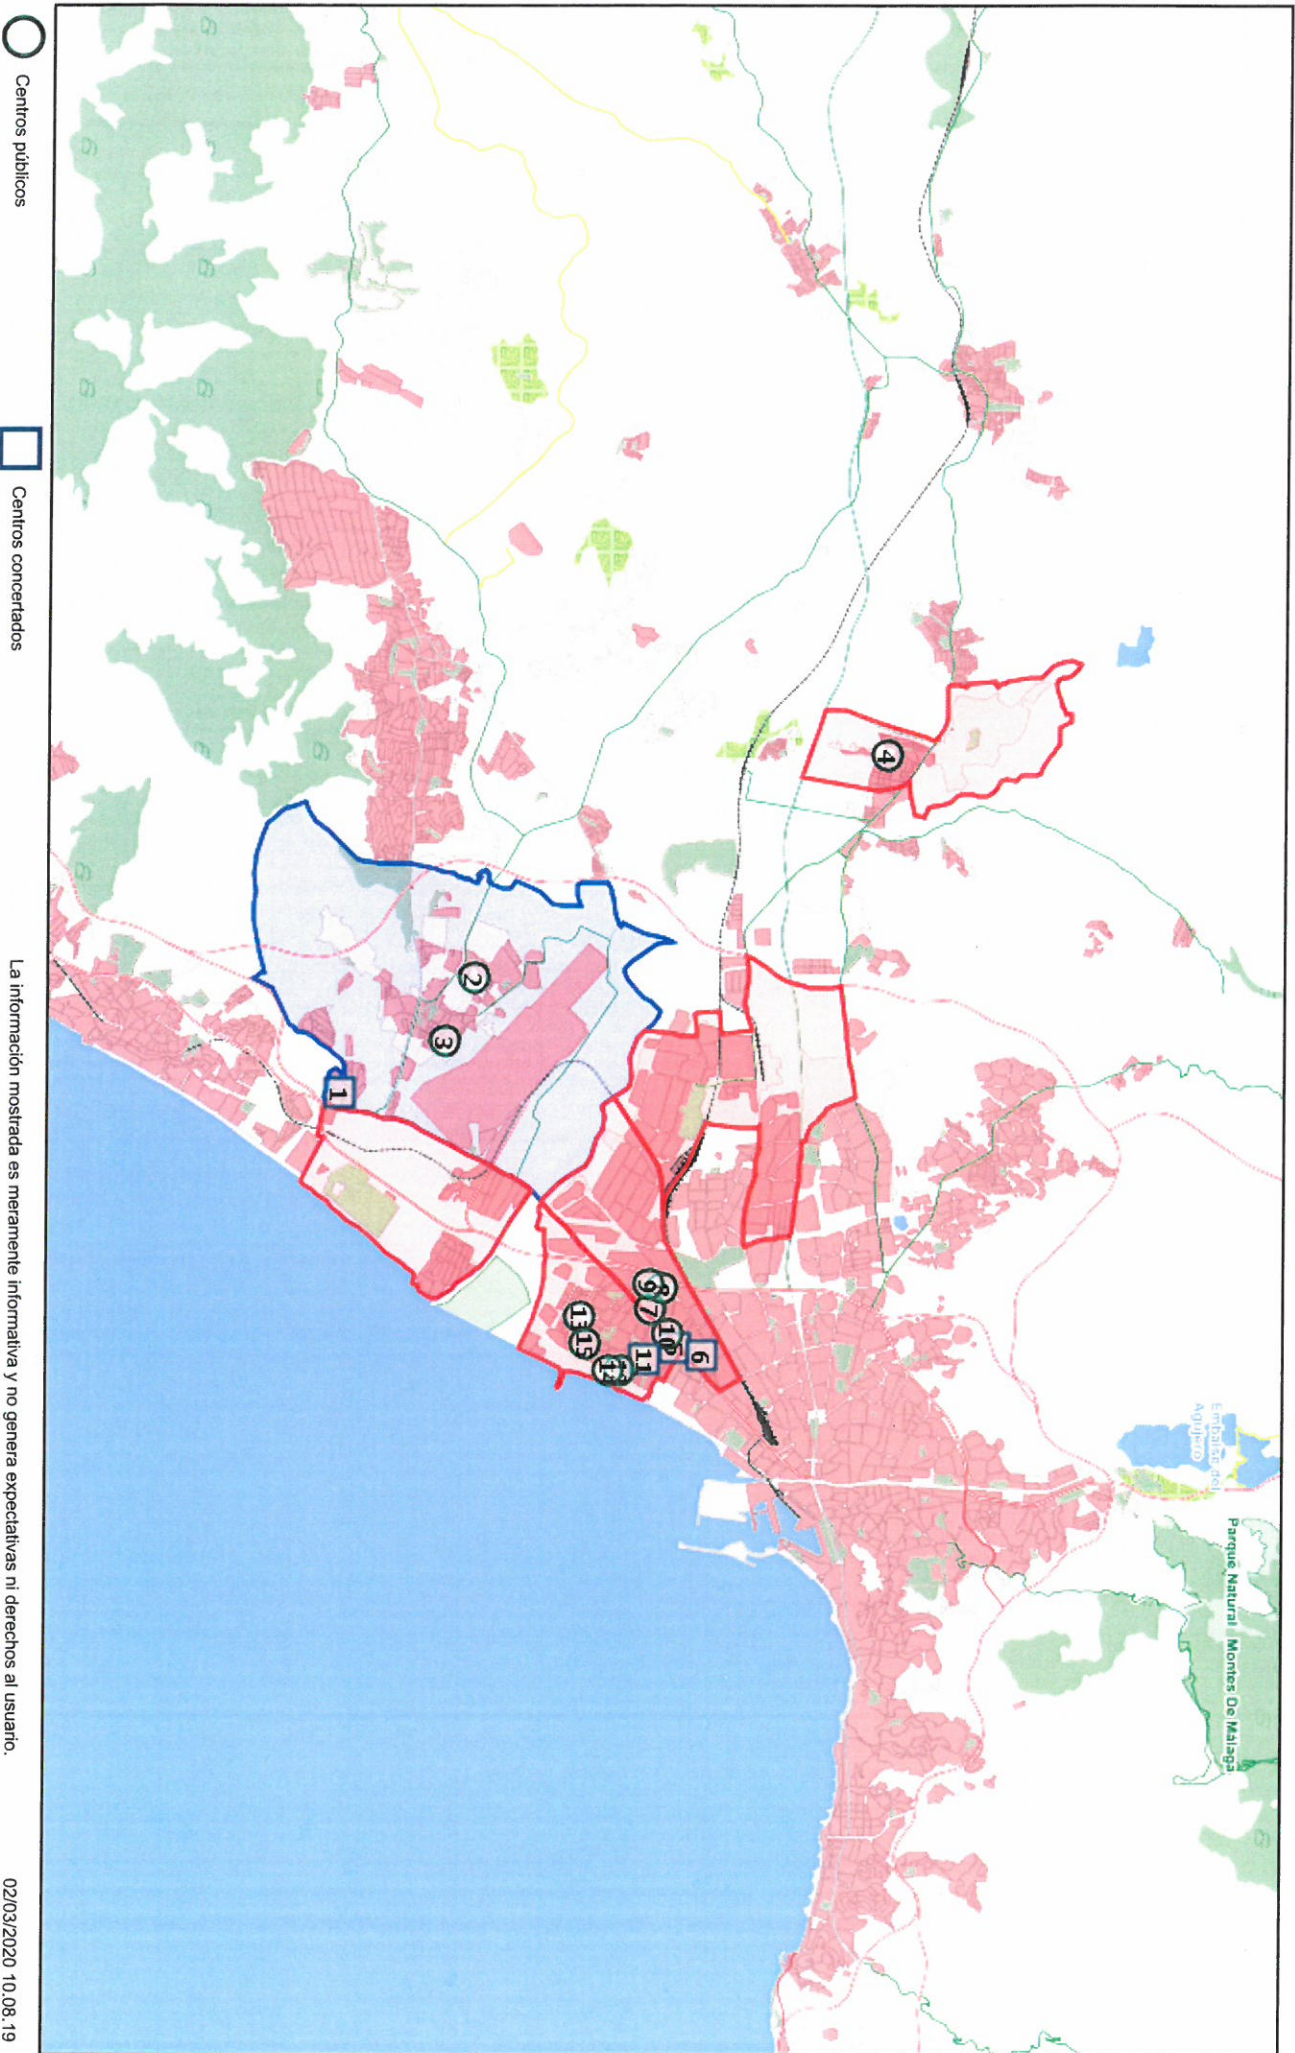 Embalse del
Agujero
Parque Natural Montes De Málaga
4
2
3
1
9
8
7
10
6
13
15
11
14
Centros públicos
Centros concertados
La información mostrada es meramente informativa y no genera expectativas ni derechos al usuario.
02/03/2020 10.08.19